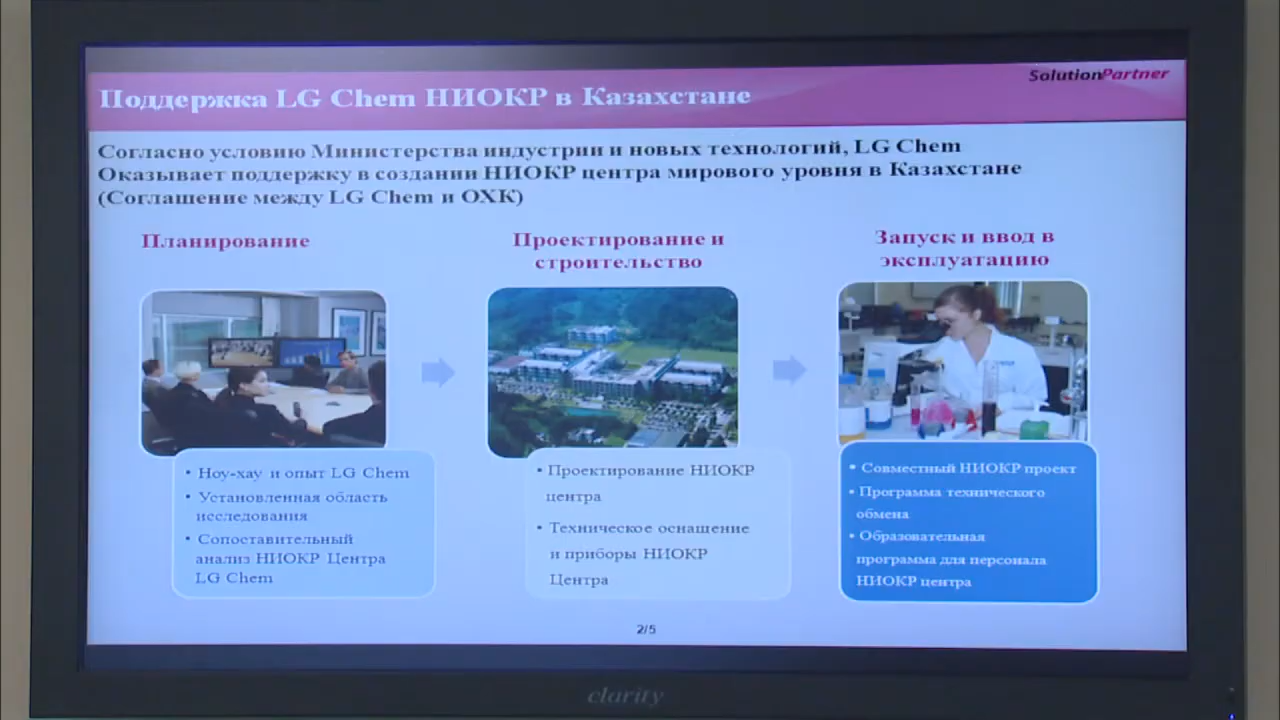 SolutionPartner
Поддержка LG Chem НИОКР в Казахстане
Согласно условию Министерства индустрии и новых технологий, LG Chem
Оказывает поддержку в создании НИОКР центра мирового уровня в Казахстане
(Соглашение между LG Chem и ОХК)
Планирование
• Ноу-хау и опыт LG Chem
• Установленная область
исследования
• Сопоставительный
анализ НИОКР Центра
LG Chem
Проектирование и
строительство
• Проектирование НИОКР
центра
• Техническое оснащение
и приборы НИОКР
Центра
Запуск и ввод в
эксплуатацию
• Совместный НИОКР проект
• Программа технического
обмена
• Образовательная
программа для персонала
НИОКР центра
2/5
clarity